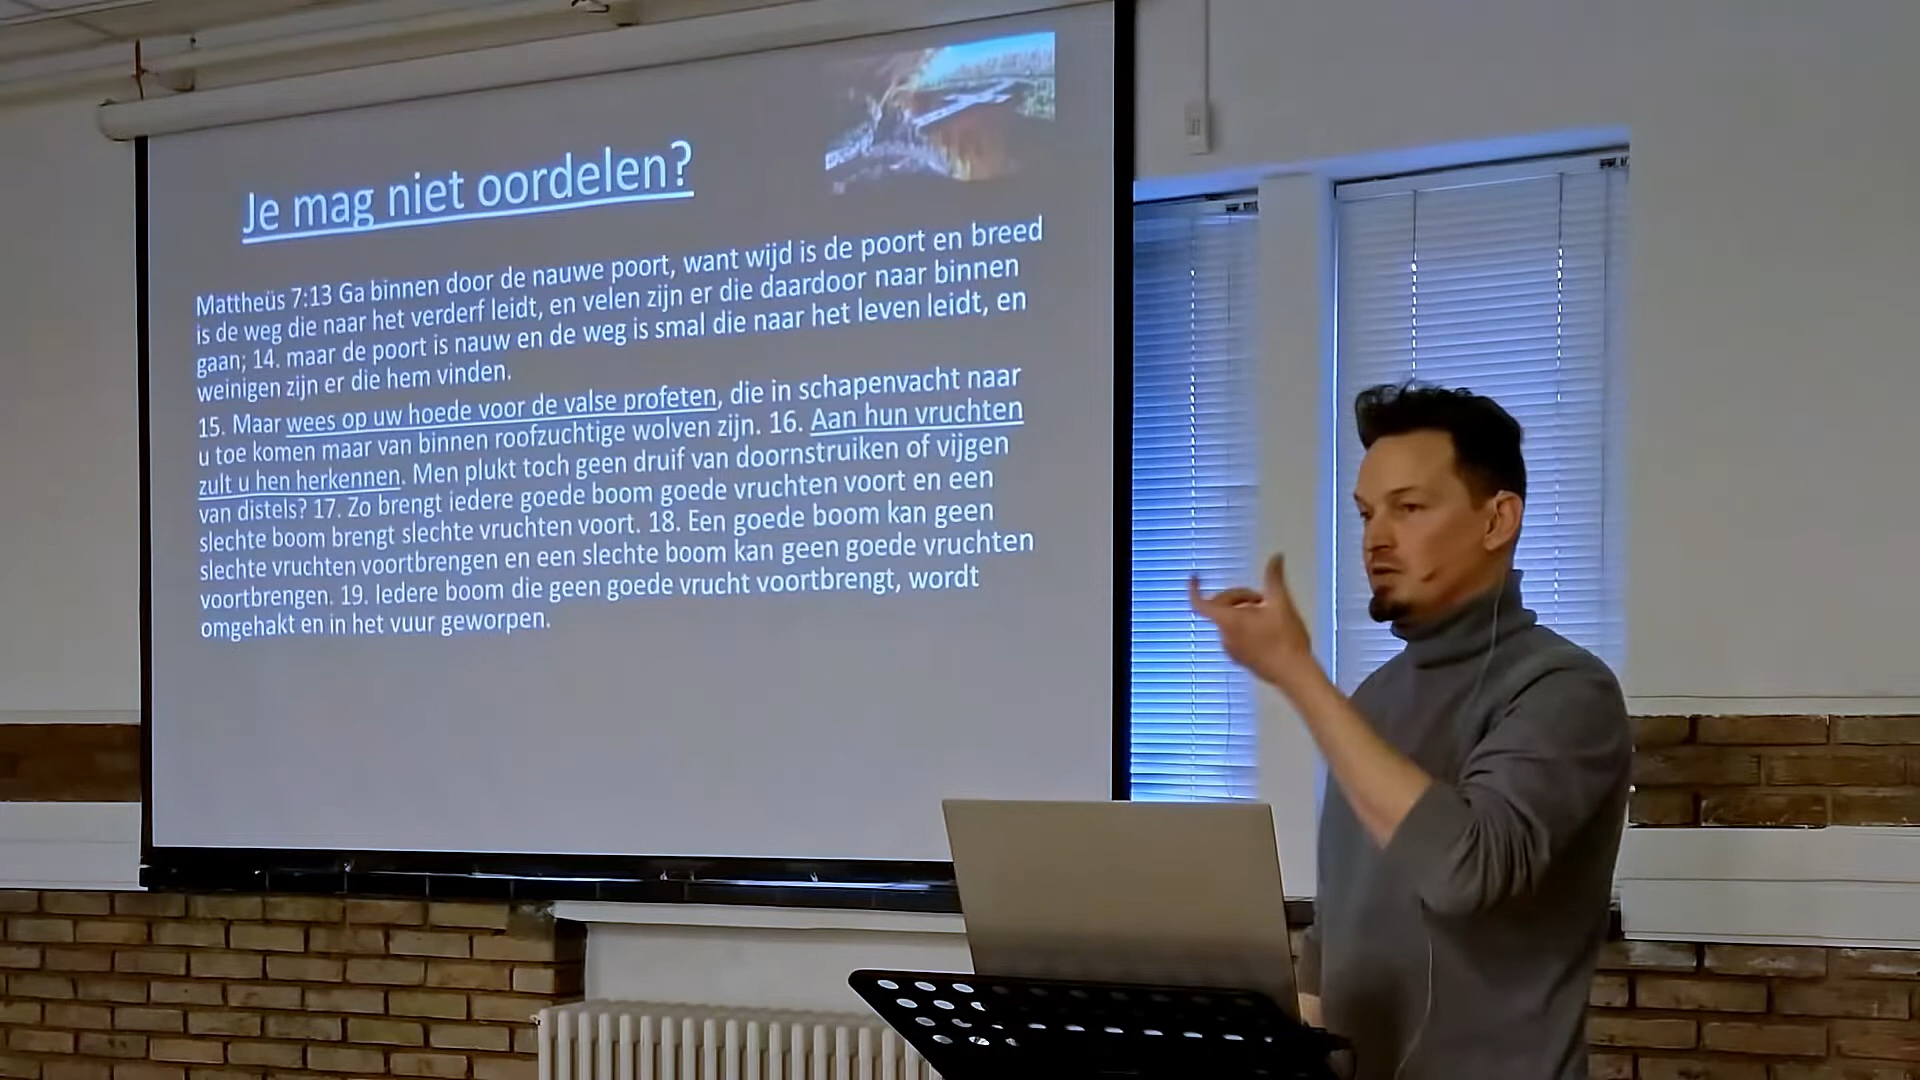 Je mag niet oordelen?
Mattheüs 7:13 Ga binnen door de nauwe poort, want wijd is de poort en breed
is de weg die naar het verderf leidt, en velen zijn er die daardoor naar binnen
gaan; 14. maar de poort is nauw en de weg is smal die naar het leven leidt, en
weinigen zijn er die hem vinden.
15. Maar wees op uw hoede voor de valse profeten, die in schapenvacht naar
u toe komen maar van binnen roofzuchtige wolven zijn. 16. Aan hun vruchten
zult u hen herkennen. Men plukt toch geen druif van doornstruiken of vijgen
van distels? 17. Zo brengt iedere goede boom goede vruchten voort en een
slechte boom brengt slechte vruchten voort. 18. Een goede boom kan geen
slechte vruchten voortbrengen en een slechte boom kan geen goede vruchten
voortbrengen. 19. Iedere boom die geen goede vrucht voortbrengt, wordt
omgehakt en in het vuur geworpen.